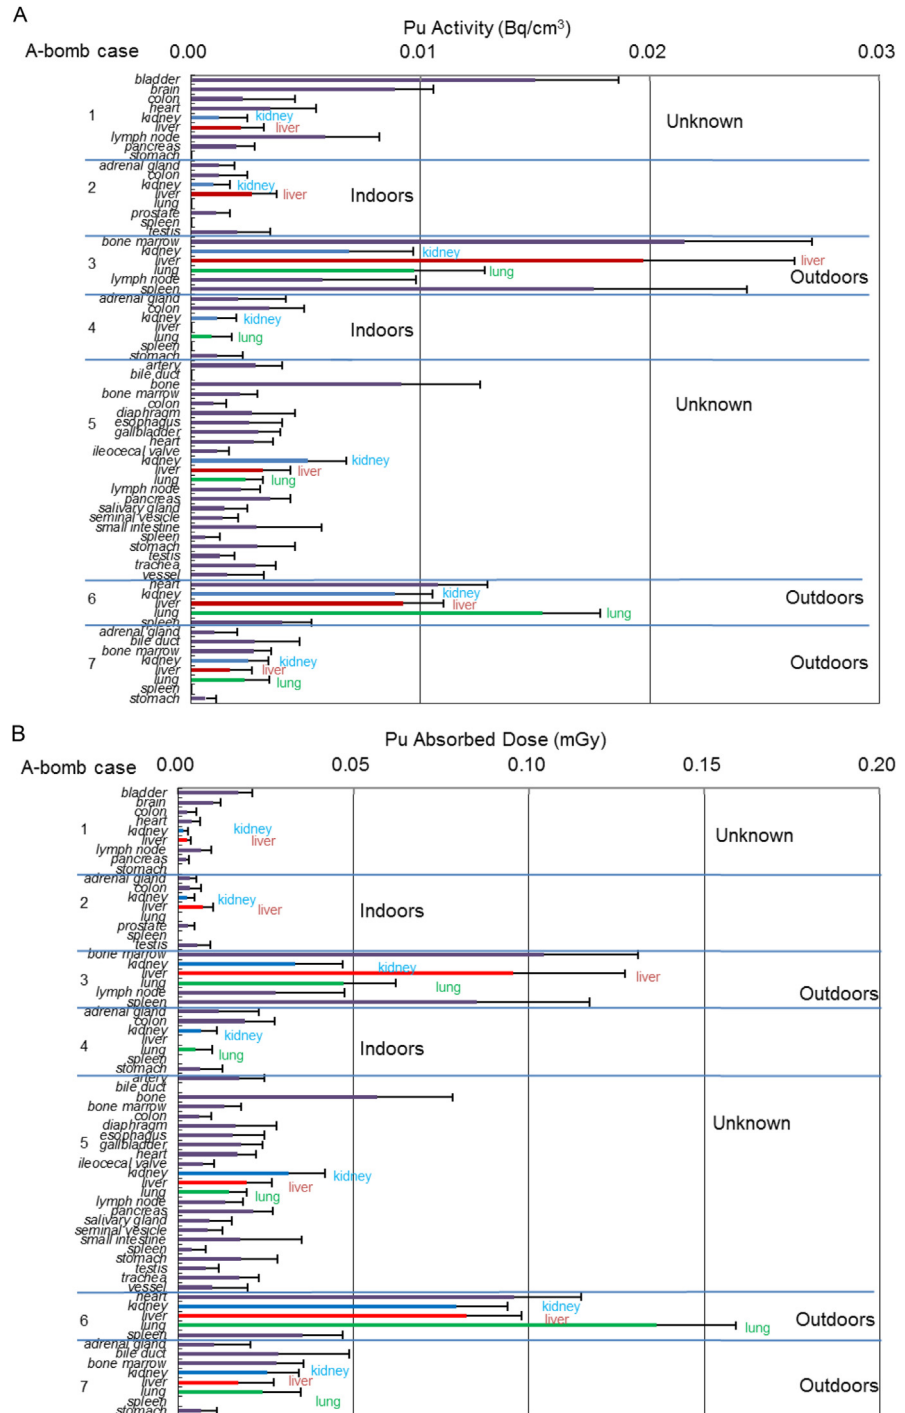 A
Pu Activity (Bq/cm3)
A-bomb case
0.00 0.01 0.02 0.03
bladder
brain
colon
heart
1 kidney kidney Unknown
liver liver
lymph node
pancreas
stomach
adrenal gland
colon
2 kidney kidney Indoors
liver liver
lung
prostate
spleen
testis
bone marrow
kidney kidney
3 liver liver
lung lung Outdoors
lymph node
spleen
adrenal gland
colon
kidney kidney
4 liver Indoors
lung lung
spleen
stomach
artery
bile duct
bone
bone marrow Unknown
colon
diaphragm
5 esophagus
gallbladder
heart
ileocecal valve
kidney kidney
liver liver
lung lung
lymph node
pancreas
salivary gland
seminal vesicle
small intestine
spleen
stomach
testis
trachea
vessel
heart
kidney kidney Outdoors
6 liver liver
lung lung
spleen
adrenal gland
bile duct
bone marrow
7 kidney kidney Outdoors
liver liver
lung lung
spleen
stomach
B
Pu Absorbed Dose (mGy)
A-bomb case
0.00 0.05 0.10 0.15 0.20
bladder
brain
colon
heart
1 kidney kidney Unknown
liver liver
lymph node
pancreas
stomach
adrenal gland
colon
2 kidney kidney
liver liver Indoors
lung
prostate
spleen
testis
bone marrow
kidney kidney
3 liver liver
lung lung
lymph node Outdoors
spleen
adrenal gland
colon
kidney kidney
4 liver Indoors
lung lung
spleen
stomach
artery
bile duct
bone
bone marrow
colon Unknown
diaphragm
5 esophagus
gallbladder
heart
ileocecal valve
kidney kidney
liver liver
lung lung
lymph node
pancreas
salivary gland
seminal vesicle
small intestine
spleen
stomach
testis
trachea
vessel
heart
kidney kidney
6 liver liver Outdoors
lung lung
spleen
adrenal gland
bile duct
bone marrow
kidney kidney
7 liver liver Outdoors
lung lung
spleen
stomach